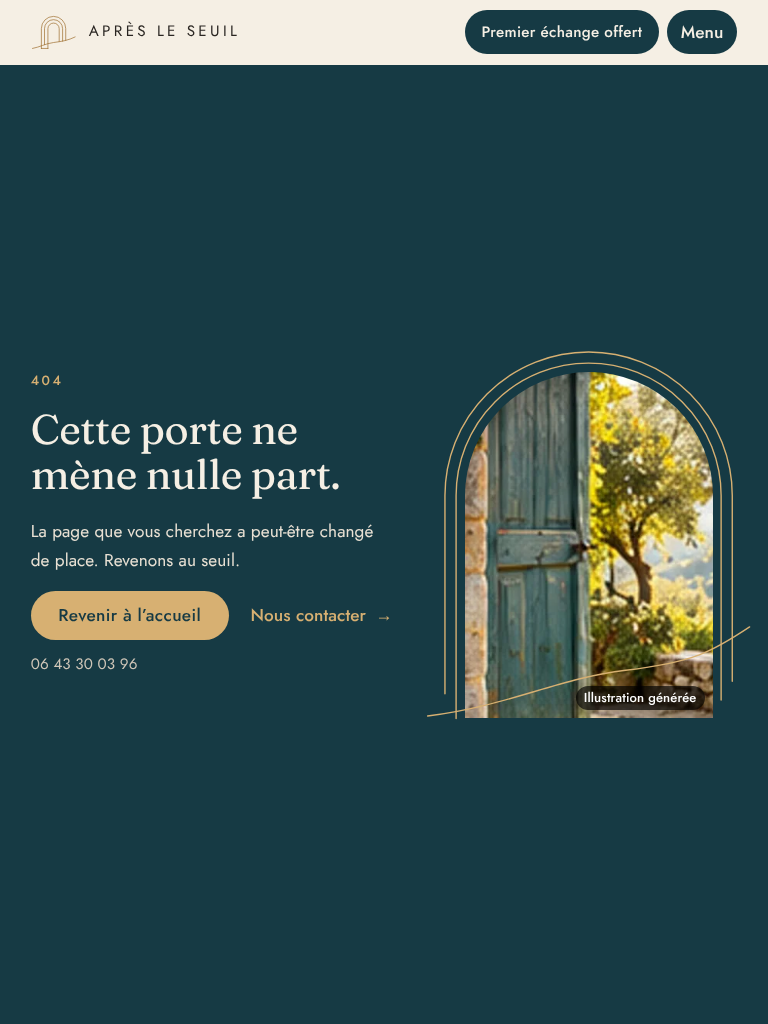 APRÈS LE SEUIL
Premier échange offert
Menu
404
Cette porte ne
mène nulle part.
La page que vous cherchez a peut-être changé
de place. Revenons au seuil.
Revenir à l’accueil
Nous contacter →
06 43 30 03 96
Illustration générée